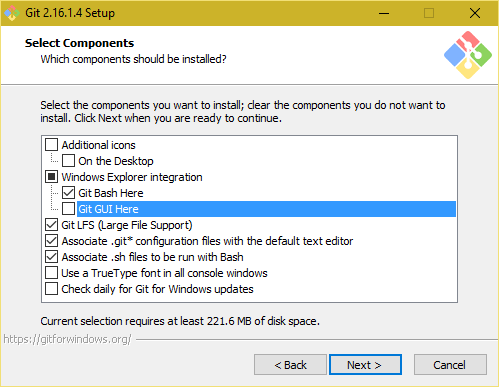 Git 2.16.1.4 Setup
Select Components
Which components should be installed?
Select the components you want to install; clear the components you do not want to
install. Click Next when you are ready to continue.
Additional icons
On the Desktop
Windows Explorer integration
Git Bash Here
Git GUI Here
Git LFS (Large File Support)
Associate .git* configuration files with the default text editor
Associate .sh files to be run with Bash
Use a TrueType font in all console windows
Check daily for Git for Windows updates
Current selection requires at least 221.6 MB of disk space.
https://gitforwindows.org/
< Back
Next >
Cancel